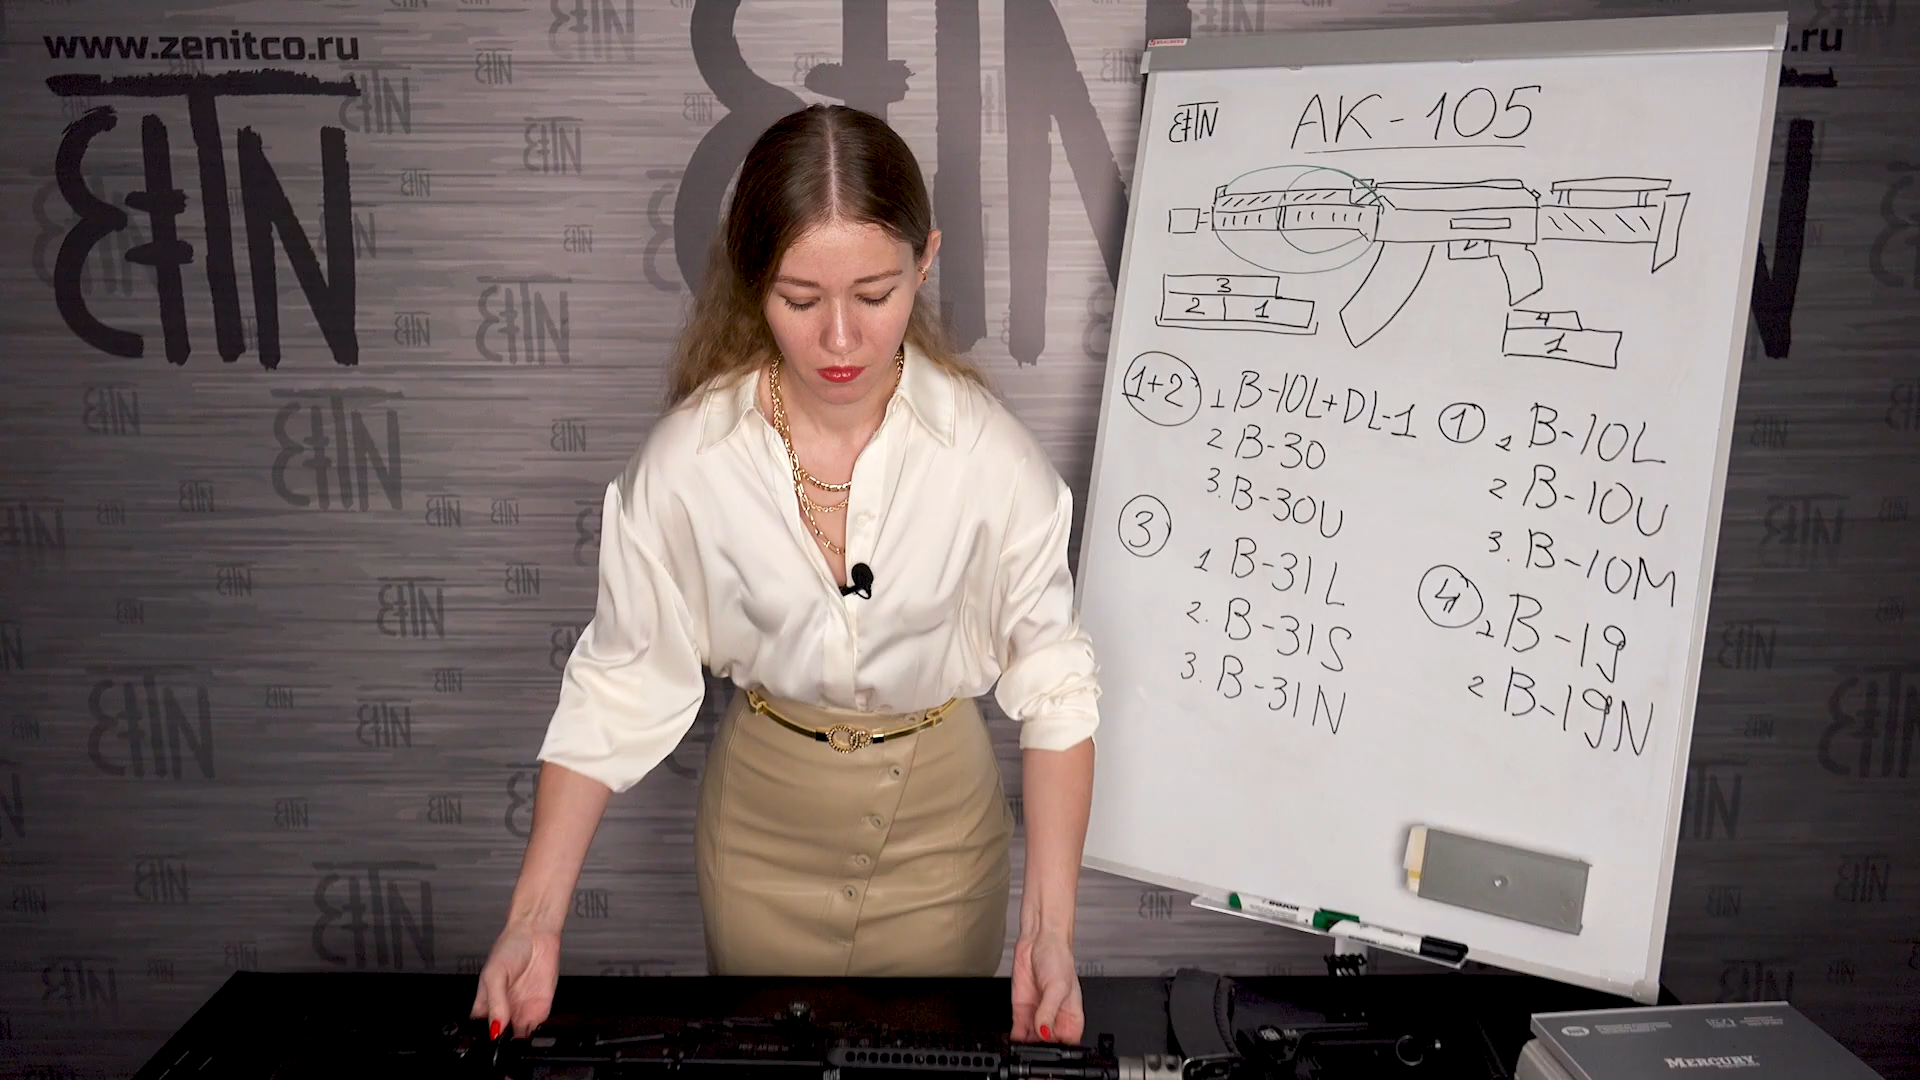 www.zenitco.ru
.ru
ZTN
AK-105
3
2 1
4
1
1+2 1 B-10L+DL-1
2 B-30
3. B-30U
3
1 B-31L
2. B-31S
3. B-31N
1 1 B-10L
2 B-10U
3. B-10M
4 1 B-19
2 B-19N
MERCURY